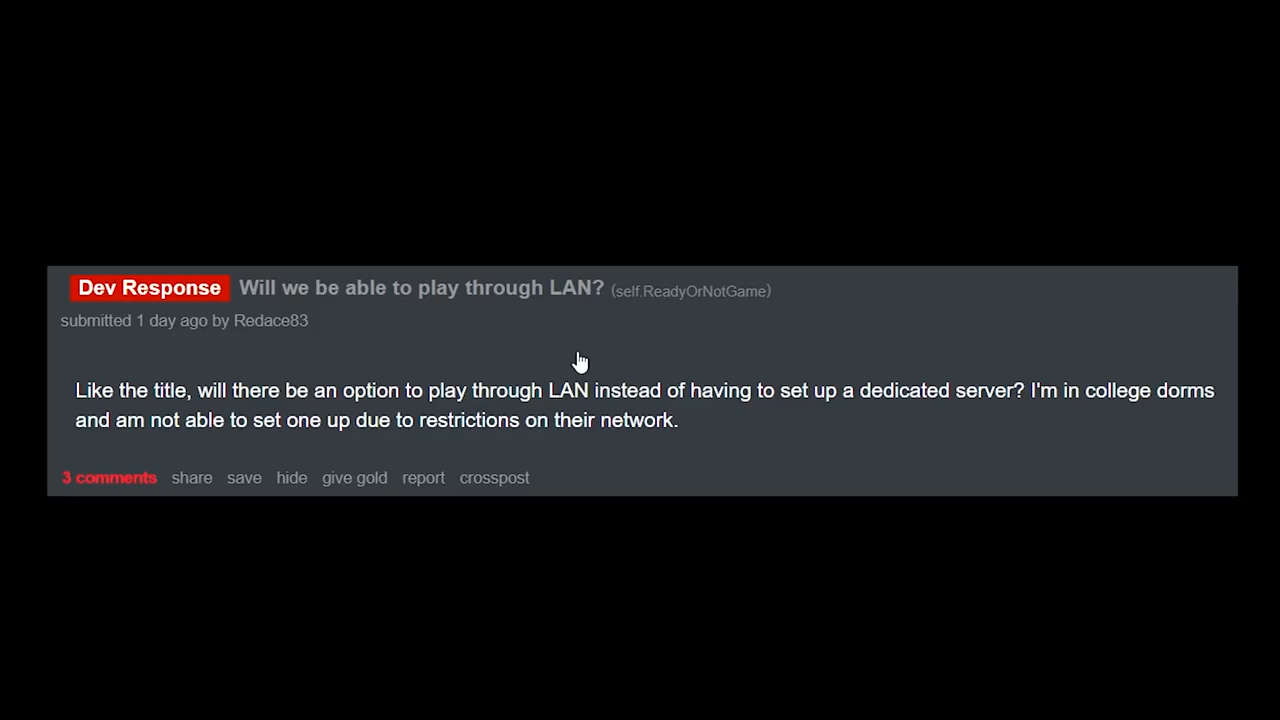 Dev Response Will we be able to play through LAN? (self.ReadyOrNotGame)
submitted 1 day ago by Redace83
Like the title, will there be an option to play through LAN instead of having to set up a dedicated server? I'm in college dorms
and am not able to set one up due to restrictions on their network.
3 comments share save hide give gold report crosspost